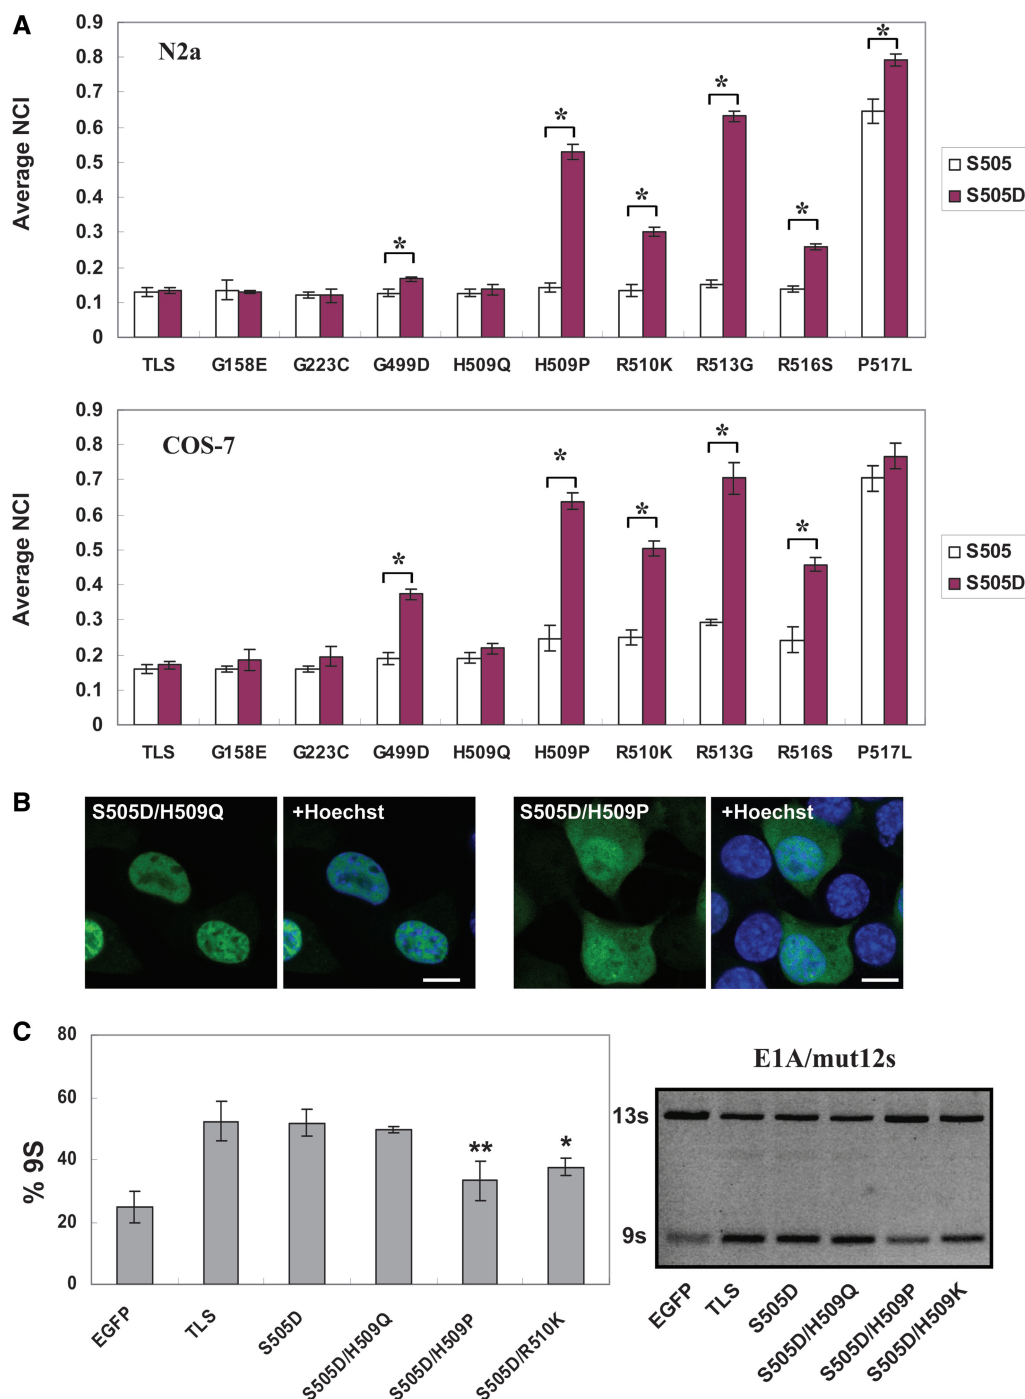 A
N2a
Average NCI
0.9
0.8
0.7
0.6
0.5
0.4
0.3
0.2
0.1
0
* * * * * *
TLS G158E G223C G499D H509Q H509P R510K R513G R516S P517L
S505
S505D
COS-7
Average NCI
0.9
0.8
0.7
0.6
0.5
0.4
0.3
0.2
0.1
0
* * * * *
TLS G158E G223C G499D H509Q H509P R510K R513G R516S P517L
S505
S505D
B
S505D/H509Q +Hoechst S505D/H509P +Hoechst
C
% 9S
80
60
40
20
0
** *
EGFP TLS S505D S505D/H509Q S505D/H509P S505D/R510K
E1A/mut12s
13s
9s
EGFP TLS S505D S505D/H509Q S505D/H509P S505D/H509K